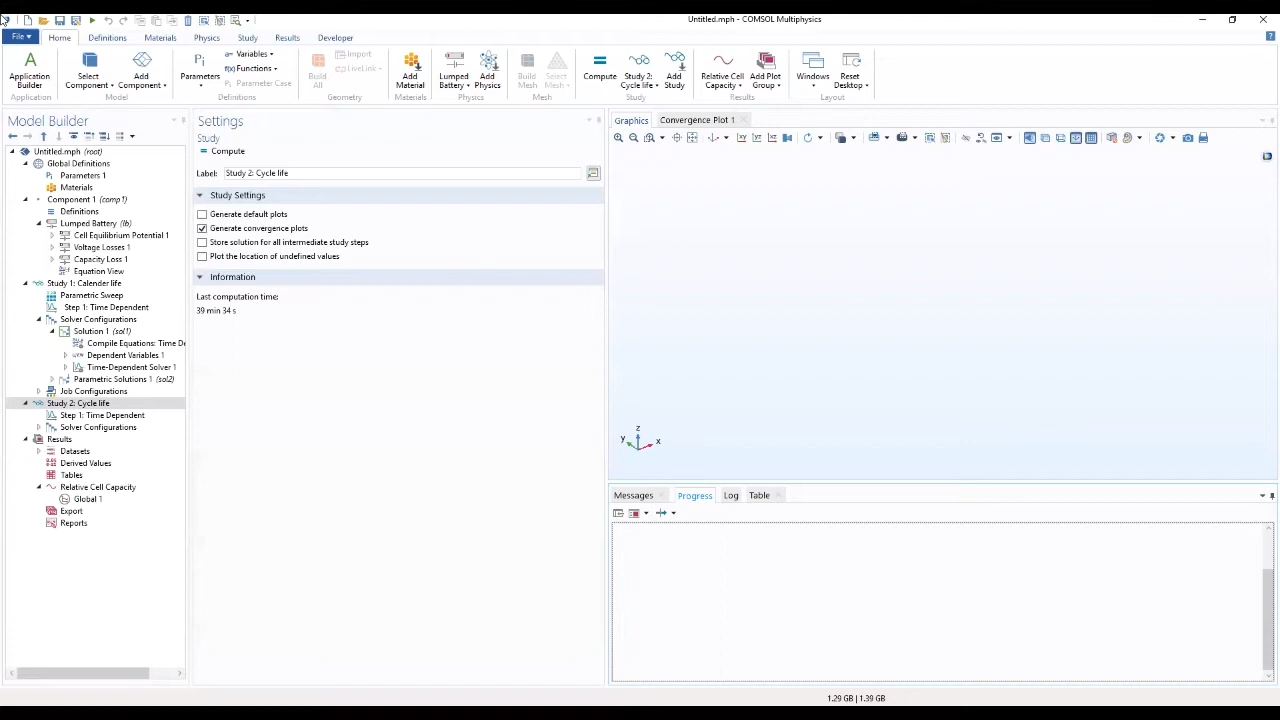 Untitled.mph - COMSOL Multiphysics
File
Home
Definitions
Materials
Physics
Study
Results
Developer
Application Builder
Application
Select Component
Add Component
Model
Parameters
a= Variables
f(x) Functions
Pi Parameter Case
Definitions
Build All
Import
LiveLink
Geometry
Add Material
Materials
Lumped Battery
Add Physics
Physics
Build Mesh
Select Mesh
Mesh
Compute
Study 2: Cycle life
Add Study
Study
Relative Cell Capacity
Add Plot Group
Results
Windows
Reset Desktop
Layout
Model Builder
Untitled.mph (root)
Global Definitions
Parameters 1
Materials
Component 1 (comp1)
Definitions
Lumped Battery (lb)
Cell Equilibrium Potential 1
Voltage Losses 1
Capacity Loss 1
Equation View
Study 1: Calender life
Parametric Sweep
Step 1: Time Dependent
Solver Configurations
Solution 1 (sol1)
Compile Equations: Time D
Dependent Variables 1
Time-Dependent Solver 1
Parametric Solutions 1 (sol2)
Job Configurations
Study 2: Cycle life
Step 1: Time Dependent
Solver Configurations
Results
Datasets
Derived Values
Tables
Relative Cell Capacity
Global 1
Export
Reports
Settings
Study
= Compute
Label: Study 2: Cycle life
Study Settings
Generate default plots
Generate convergence plots
Store solution for all intermediate study steps
Plot the location of undefined values
Information
Last computation time:
39 min 34 s
Graphics
Convergence Plot 1
z
y
x
Messages
Progress
Log
Table
1.29 GB | 1.39 GB